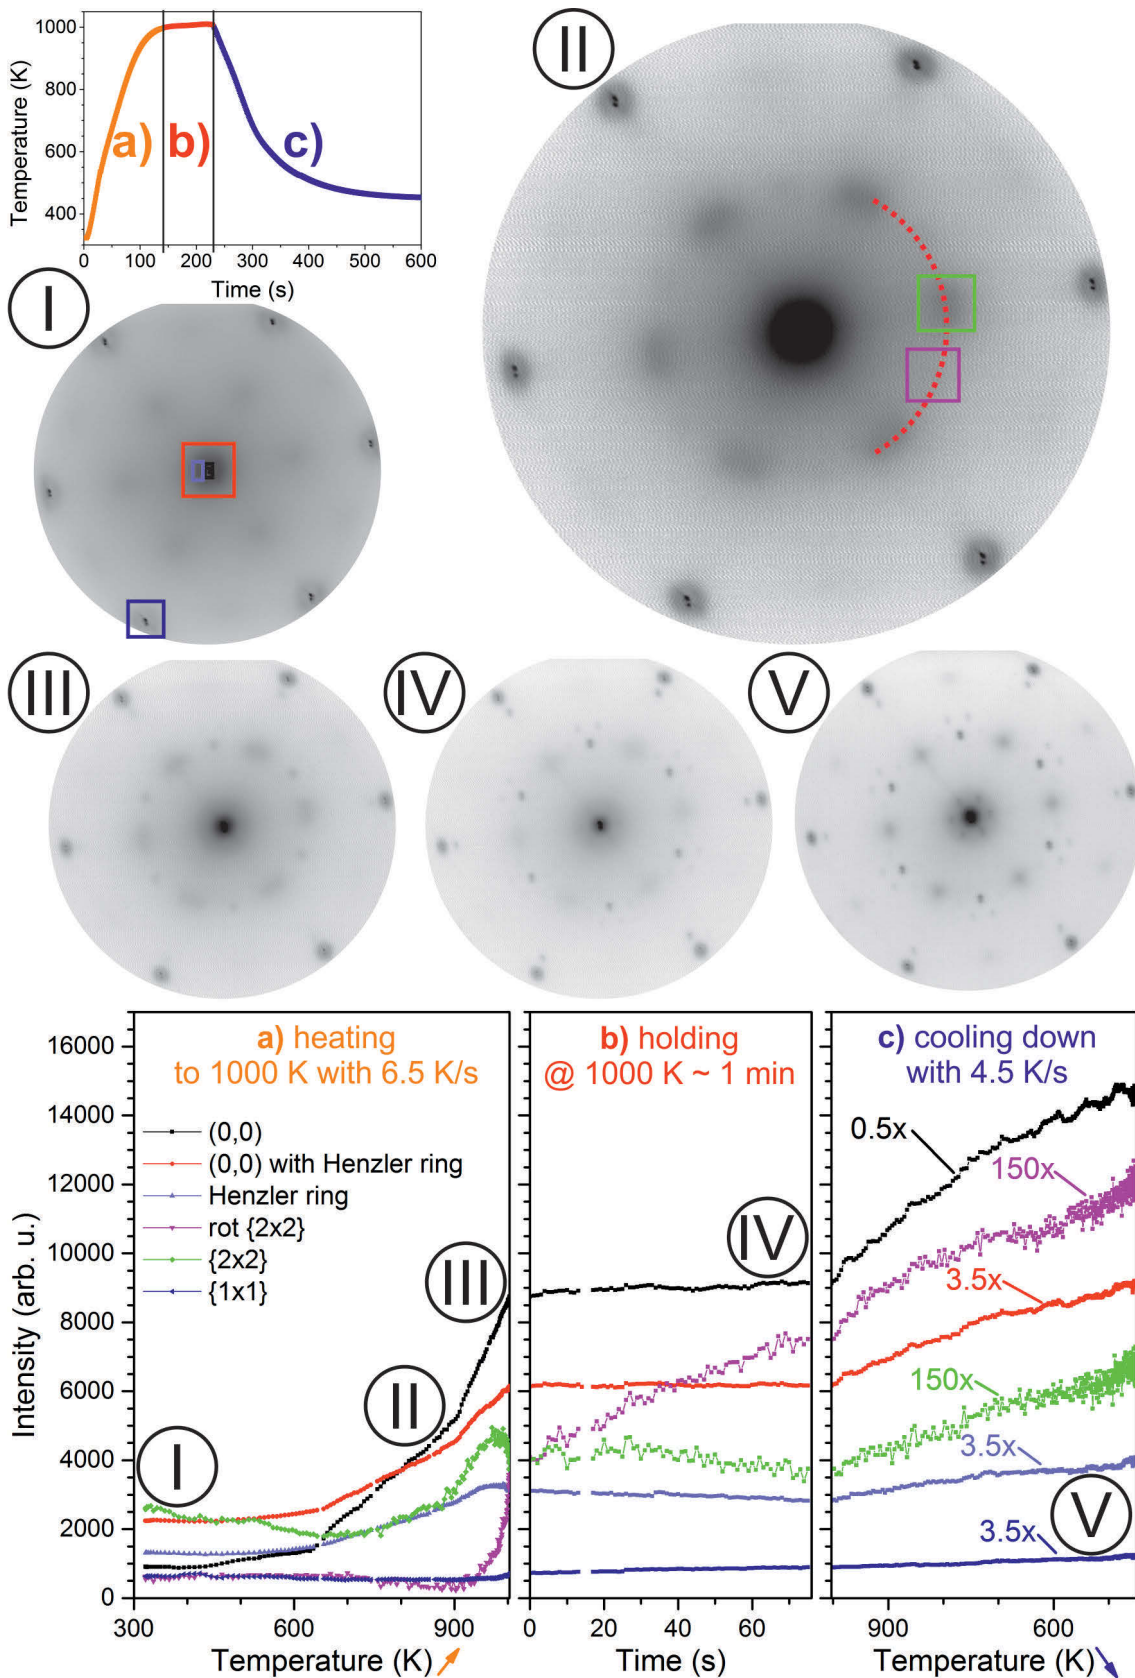 1000
800
600
400
Temperature (K)
a)
b)
c)
0
100
200
300
400
500
600
Time (s)
I
II
III
IV
V
16000
14000
12000
10000
8000
6000
4000
2000
0
Intensity (arb. u.)
a) heating
to 1000 K with 6.5 K/s
(0,0)
(0,0) with Henzler ring
Henzler ring
rot {2x2}
{2x2}
{1x1}
I
II
III
300
600
900
Temperature (K)
b) holding
@ 1000 K ~ 1 min
IV
0
20
40
60
Time (s)
c) cooling down
with 4.5 K/s
0.5x
150x
3.5x
150x
3.5x
3.5x
V
900
600
Temperature (K)